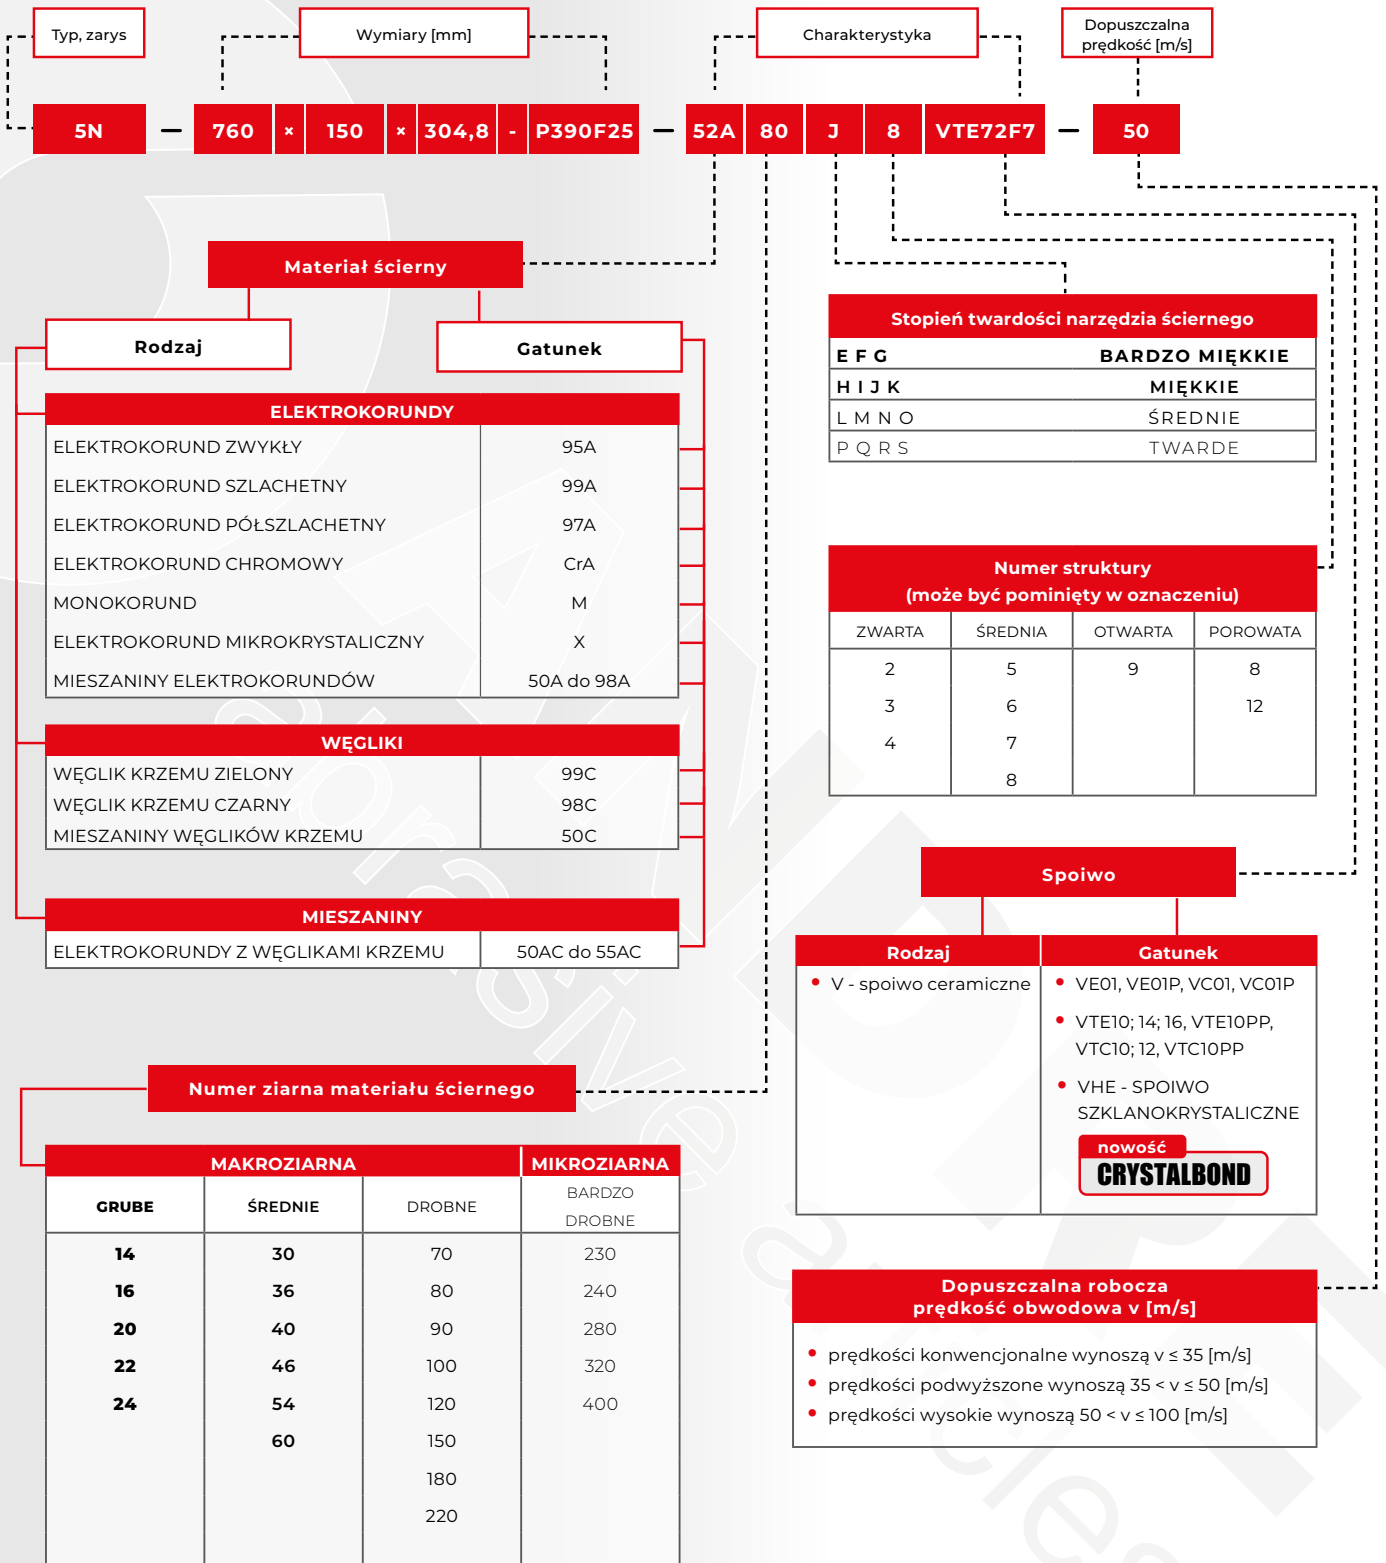 Typ, zarys
Wymiary [mm]
Charakterystyka
Dopuszczalna
prędkość [m/s]
5N — 760 × 150 × 304,8 - P390F25 — 52A 80 J 8 VTE72F7 — 50
Materiał ścierny
Rodzaj
Gatunek
ELEKTROKORUNDY
ELEKTROKORUND ZWYKŁY 95A
ELEKTROKORUND SZLACHETNY 99A
ELEKTROKORUND PÓŁSZLACHETNY 97A
ELEKTROKORUND CHROMOWY CrA
MONOKORUND M
ELEKTROKORUND MIKROKRYSTALICZNY X
MIESZANINY ELEKTROKORUNDÓW 50A do 98A
WĘGLIKI
WĘGLIK KRZEMU ZIELONY 99C
WĘGLIK KRZEMU CZARNY 98C
MIESZANINY WĘGLIKÓW KRZEMU 50C
MIESZANINY
ELEKTROKORUNDY Z WĘGLIKAMI KRZEMU 50AC do 55AC
Numer ziarna materiału ściernego
MAKROZIARNA MIKROZIARNA
GRUBE ŚREDNIE DROBNE BARDZO
DROBNE
14 30 70 230
16 36 80 240
20 40 90 280
22 46 100 320
24 54 120 400
60 150
180
220
Stopień twardości narzędzia ściernego
E F G BARDZO MIĘKKIE
H I J K MIĘKKIE
L M N O ŚREDNIE
P Q R S TWARDE
Numer struktury
(może być pominięty w oznaczeniu)
ZWARTA ŚREDNIA OTWARTA POROWATA
2 5 9 8
3 6 12
4 7
8
Spoiwo
Rodzaj Gatunek
• V - spoiwo ceramiczne
• VE01, VE01P, VC01, VC01P
• VTE10; 14; 16, VTE10PP,
VTC10; 12, VTC10PP
• VHE - SPOIWO
SZKLANOKRYSTALICZNE
nowość
CRYSTALBOND
Dopuszczalna robocza
prędkość obwodowa v [m/s]
• prędkości konwencjonalne wynoszą v ≤ 35 [m/s]
• prędkości podwyższone wynoszą 35 < v ≤ 50 [m/s]
• prędkości wysokie wynoszą 50 < v ≤ 100 [m/s]